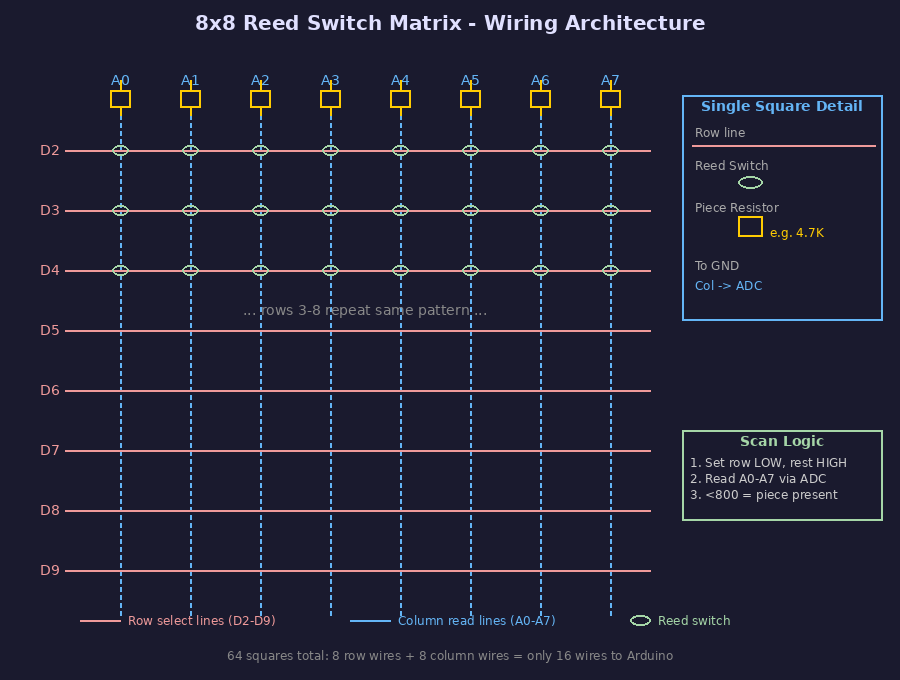 8x8 Reed Switch Matrix - Wiring Architecture
A0 A1 A2 A3 A4 A5 A6 A7
D2
D3
D4
... rows 3-8 repeat same pattern ...
D5
D6
D7
D8
D9
Single Square Detail
Row line
Reed Switch
Piece Resistor
e.g. 4.7K
To GND
Col -> ADC
Scan Logic
1. Set row LOW, rest HIGH
2. Read A0-A7 via ADC
3. <800 = piece present
Row select lines (D2-D9) Column read lines (A0-A7) Reed switch
64 squares total: 8 row wires + 8 column wires = only 16 wires to Arduino